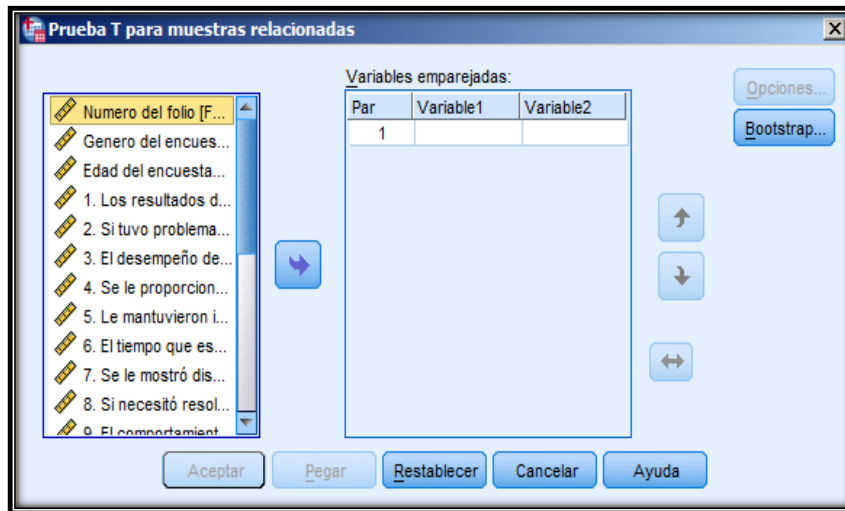 Prueba T para muestras relacionadas
Numero del folio [F...
Genero del encues...
Edad del encuesta...
1. Los resultados d...
2. Si tuvo problema...
3. El desempeño de...
4. Se le proporcion...
5. Le mantuvieron i...
6. El tiempo que es...
7. Se le mostró dis...
8. Si necesitó resol...
9. El comportamient...
Variables emparejadas:
Par Variable1 Variable2
1
Opciones...
Bootstrap...
Aceptar Pegar Restablecer Cancelar Ayuda